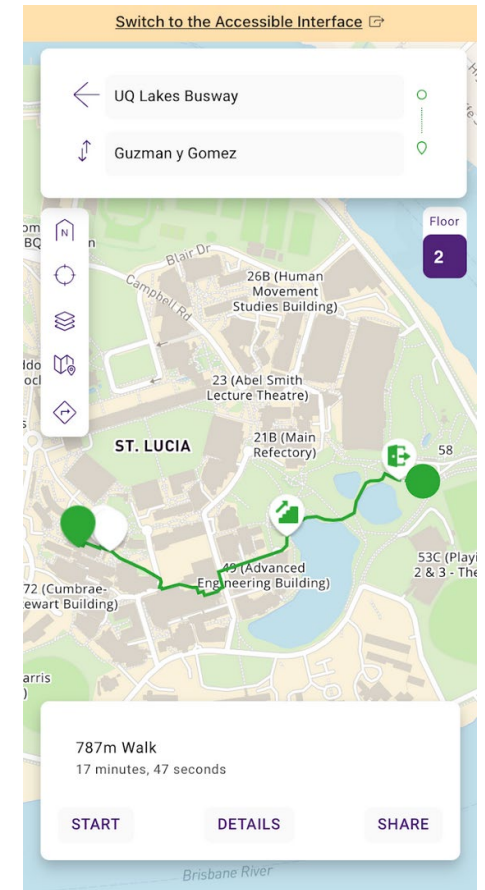 Switch to the Accessible Interface
UQ Lakes Busway
Guzman y Gomez
Floor
2
N
Blair Dr
Campbell Rd
26B (Human
Movement
Studies Building)
23 (Abel Smith
Lecture Theatre)
ST. LUCIA
21B (Main
Refectory)
58
49 (Advanced
Engineering Building)
53C (Playi
2 & 3 - The
72 (Cumbrae-
ewart Building)
arris
)
787m Walk
17 minutes, 47 seconds
START
DETAILS
SHARE
Brisbane River